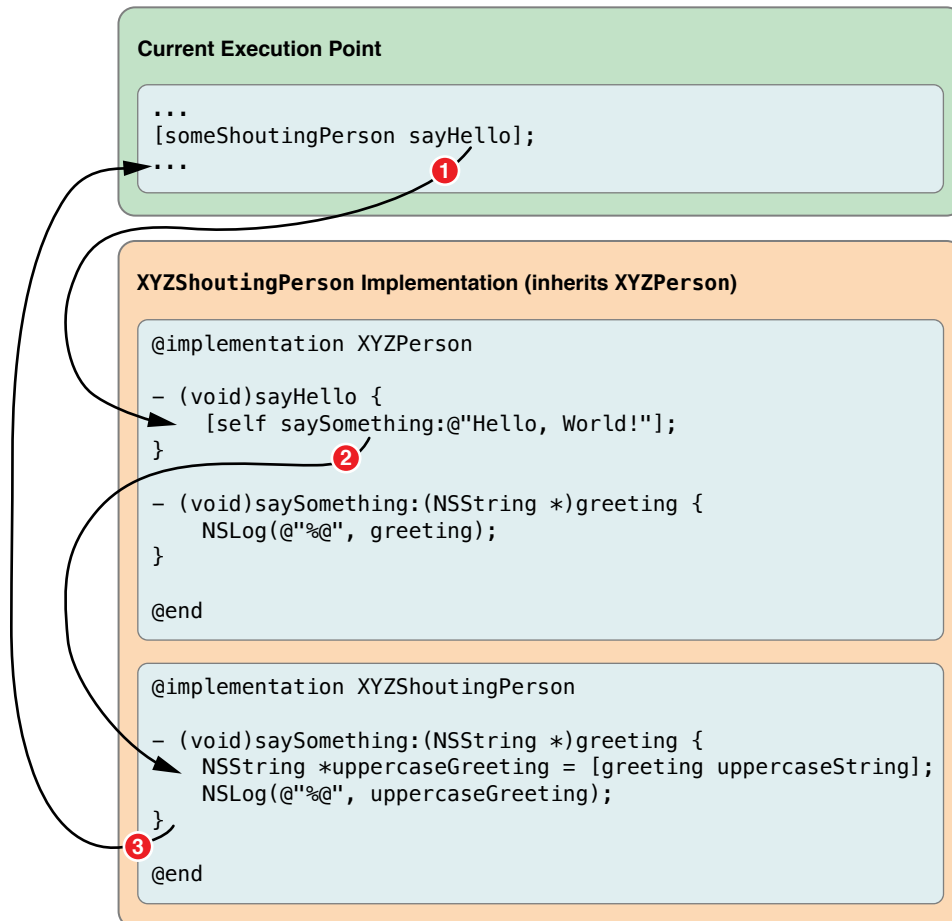 Current Execution Point
...
[someShoutingPerson sayHello];
...
1
XYZShoutingPerson Implementation (inherits XYZPerson)
@implementation XYZPerson
- (void)sayHello {
[self saySomething:@"Hello, World!"];
}
2
- (void)saySomething:(NSString *)greeting {
NSLog(@"%@", greeting);
}
@end
@implementation XYZShoutingPerson
- (void)saySomething:(NSString *)greeting {
NSString *uppercaseGreeting = [greeting uppercaseString];
NSLog(@"%@", uppercaseGreeting);
}
3
@end